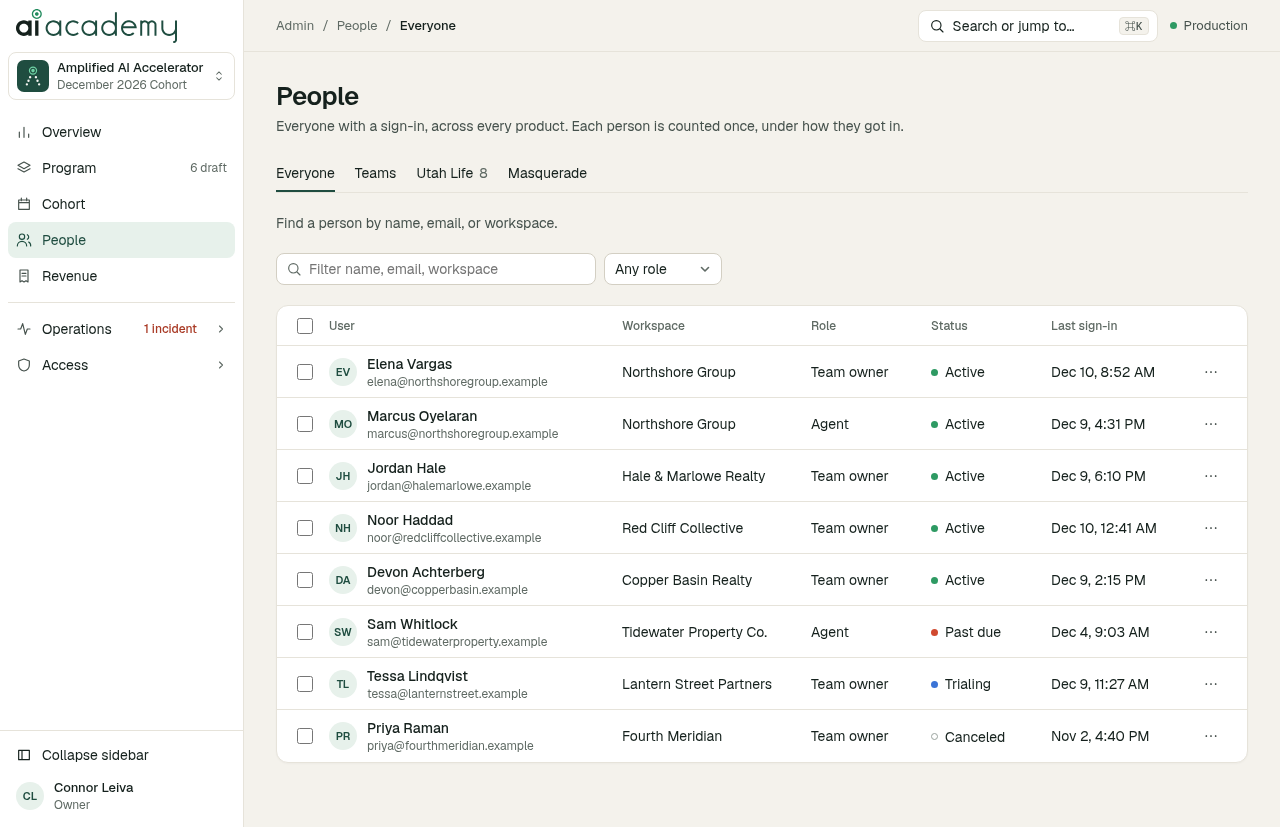 ai academy
Amplified AI Accelerator
December 2026 Cohort
Overview
Program 6 draft
Cohort
People
Revenue
Operations 1 incident
Access
Collapse sidebar
CL Connor Leiva
Owner
Admin / People / Everyone
Search or jump to… ⌘K
Production
People
Everyone with a sign-in, across every product. Each person is counted once, under how they got in.
Everyone Teams Utah Life 8 Masquerade
Find a person by name, email, or workspace.
Filter name, email, workspace
Any role
User Workspace Role Status Last sign-in
EV Elena Vargas Northshore Group Team owner Active Dec 10, 8:52 AM
elena@northshoregroup.example
MO Marcus Oyelaran Northshore Group Agent Active Dec 9, 4:31 PM
marcus@northshoregroup.example
JH Jordan Hale Hale & Marlowe Realty Team owner Active Dec 9, 6:10 PM
jordan@halemarlowe.example
NH Noor Haddad Red Cliff Collective Team owner Active Dec 10, 12:41 AM
noor@redcliffcollective.example
DA Devon Achterberg Copper Basin Realty Team owner Active Dec 9, 2:15 PM
devon@copperbasin.example
SW Sam Whitlock Tidewater Property Co. Agent Past due Dec 4, 9:03 AM
sam@tidewaterproperty.example
TL Tessa Lindqvist Lantern Street Partners Team owner Trialing Dec 9, 11:27 AM
tessa@lanternstreet.example
PR Priya Raman Fourth Meridian Team owner Canceled Nov 2, 4:40 PM
priya@fourthmeridian.example